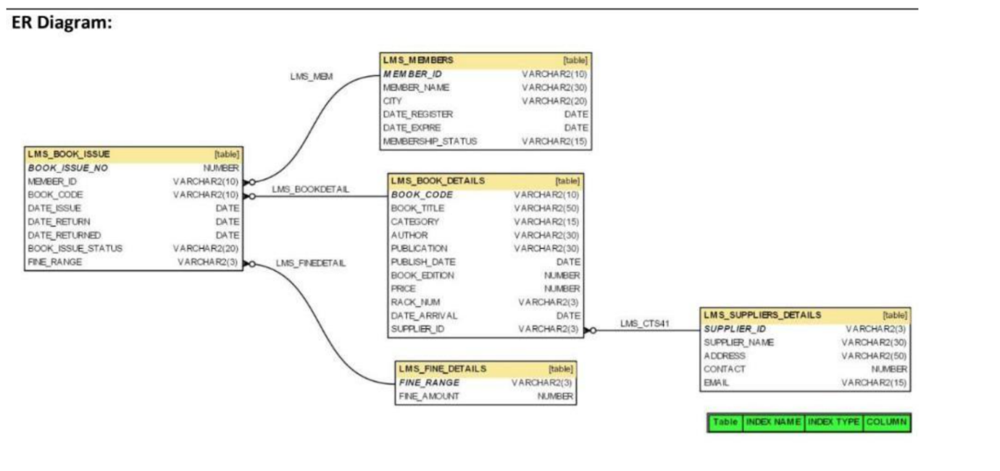 ER Diagram:
LMS_MEMBERS [table]
MEMBER_ID VARCHAR2(10)
MEMBER_NAME VARCHAR2(30)
CITY VARCHAR2(20)
DATE_REGISTER DATE
DATE_EXPIRE DATE
MEMBERSHIP_STATUS VARCHAR2(15)
LMS_MEM
LMS_BOOK_ISSUE [table]
BOOK_ISSUE_NO NUMBER
MEMBER_ID VARCHAR2(10)
BOOK_CODE VARCHAR2(10)
DATE_ISSUE DATE
DATE_RETURN DATE
DATE_RETURNED DATE
BOOK_ISSUE_STATUS VARCHAR2(20)
FINE_RANGE VARCHAR2(3)
LMS_BOOKDETAIL
LMS_FINEDETAIL
LMS_BOOK_DETAILS [table]
BOOK_CODE VARCHAR2(10)
BOOK_TITLE VARCHAR2(50)
CATEGORY VARCHAR2(15)
AUTHOR VARCHAR2(30)
PUBLICATION VARCHAR2(30)
PUBLISH_DATE DATE
BOOK_EDITION NUMBER
PRICE NUMBER
RACK_NUM VARCHAR2(3)
DATE_ARRIVAL DATE
SUPPLIER_ID VARCHAR2(3)
LMS_CTS41
LMS_SUPPLIERS_DETAILS [table]
SUPPLIER_ID VARCHAR2(3)
SUPPLIER_NAME VARCHAR2(30)
ADDRESS VARCHAR2(50)
CONTACT NUMBER
EMAIL VARCHAR2(15)
LMS_FINE_DETAILS [table]
FINE_RANGE VARCHAR2(3)
FINE_AMOUNT NUMBER
Table INDEX NAME INDEX TYPE COLUMN